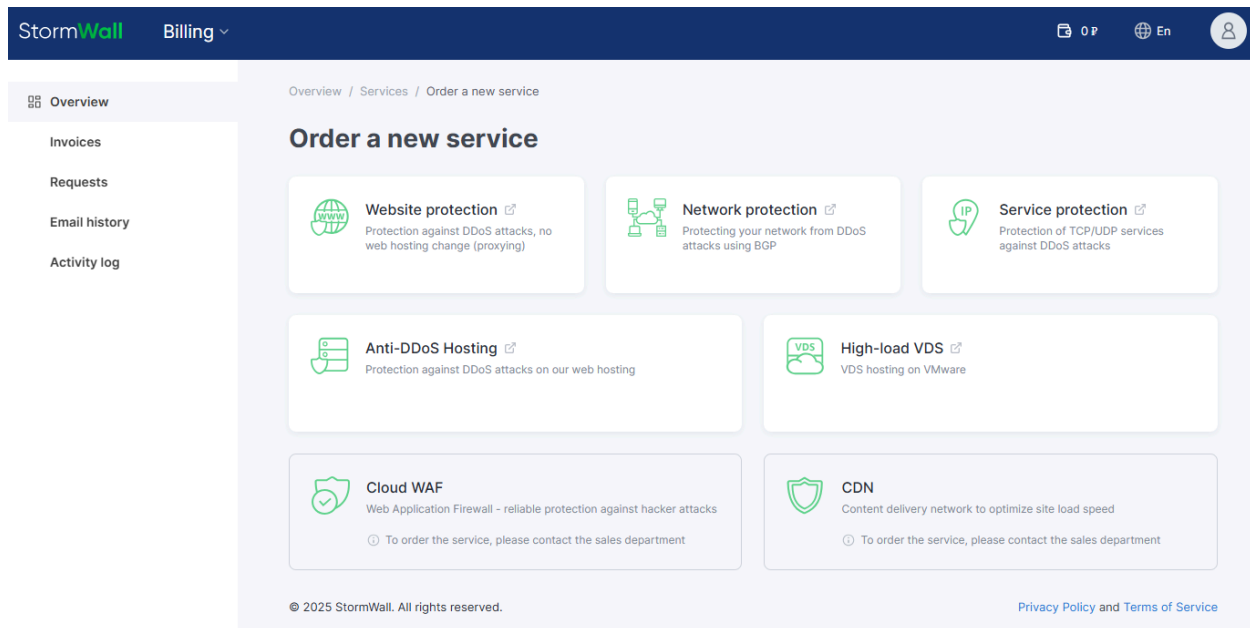 StormWall
Billing
0 ₽
En
Overview
Invoices
Requests
Email history
Activity log
Overview / Services / Order a new service
Order a new service
www
Website protection
Protection against DDoS attacks, no
web hosting change (proxying)
Network protection
Protecting your network from DDoS
attacks using BGP
IP
Service protection
Protection of TCP/UDP services
against DDoS attacks
Anti-DDoS Hosting
Protection against DDoS attacks on our web hosting
VDS
High-load VDS
VDS hosting on VMware
Cloud WAF
Web Application Firewall - reliable protection against hacker attacks
To order the service, please contact the sales department
CDN
Content delivery network to optimize site load speed
To order the service, please contact the sales department
© 2025 StormWall. All rights reserved.
Privacy Policy and Terms of Service